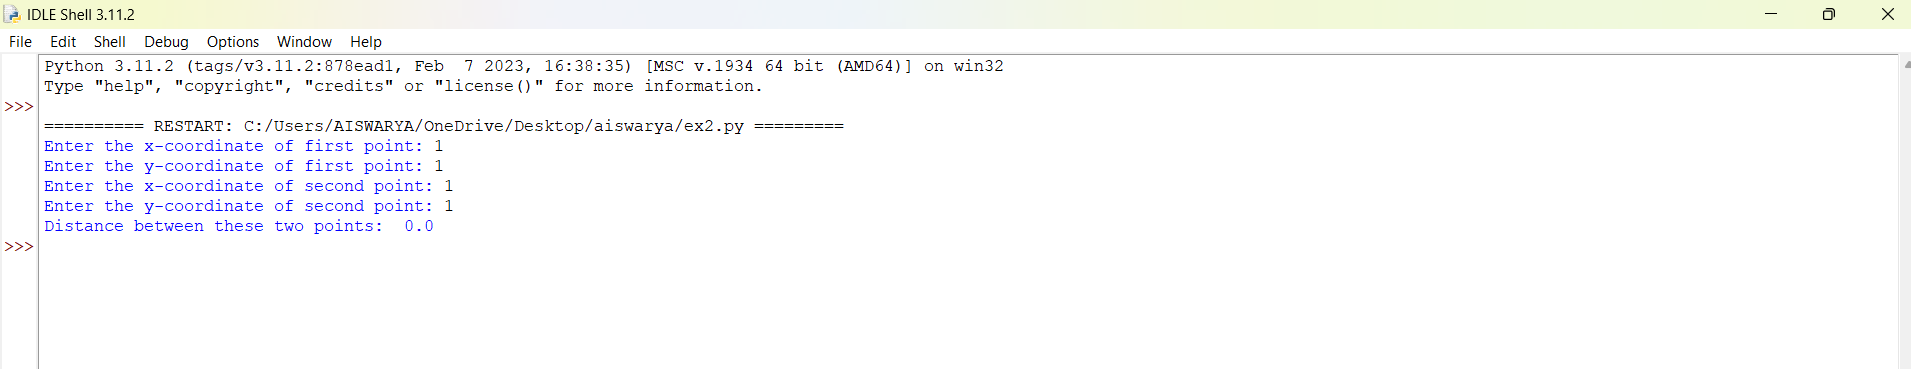 IDLE Shell 3.11.2
File Edit Shell Debug Options Window Help
Python 3.11.2 (tags/v3.11.2:878ead1, Feb  7 2023, 16:38:35) [MSC v.1934 64 bit (AMD64)] on win32
Type "help", "copyright", "credits" or "license()" for more information.
>>>
========== RESTART: C:/Users/AISWARYA/OneDrive/Desktop/aiswarya/ex2.py =========
Enter the x-coordinate of first point: 1
Enter the y-coordinate of first point: 1
Enter the x-coordinate of second point: 1
Enter the y-coordinate of second point: 1
Distance between these two points:  0.0
>>>